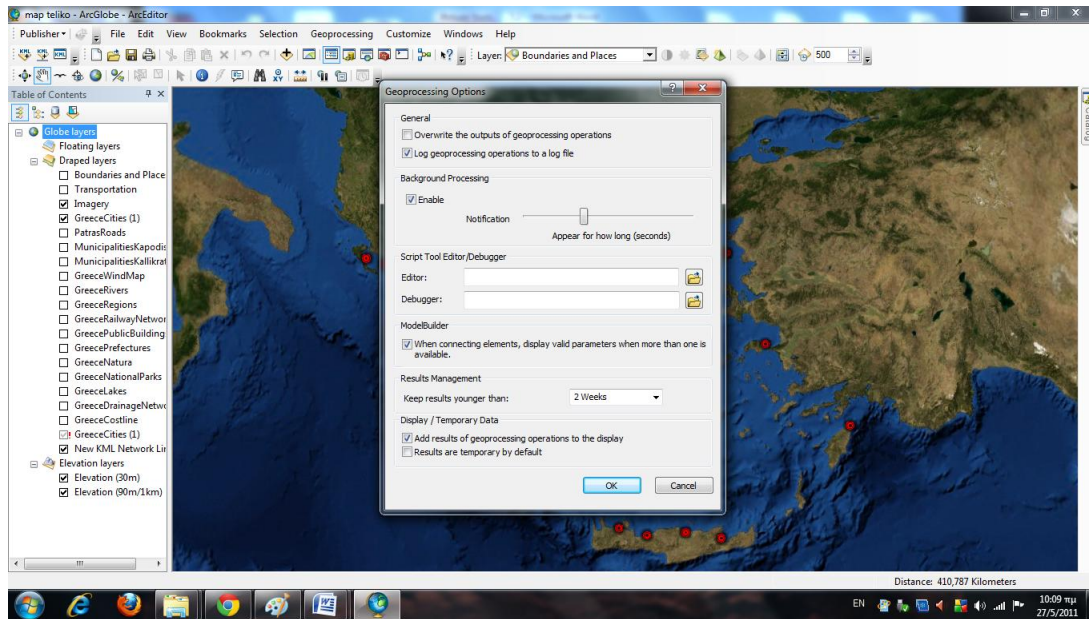 map teliko - ArcGlobe - ArcEditor
Publisher File Edit View Bookmarks Selection Geoprocessing Customize Windows Help
KML KML KML Layer: Boundaries and Places 500
Table of Contents
Globe layers
Floating layers
Draped layers
Boundaries and Place
Transportation
Imagery
GreeceCities (1)
PatrasRoads
MunicipalitiesKapodis
MunicipalitiesKallikrat
GreeceWindMap
GreeceRivers
GreeceRegions
GreeceRailwayNetwor
GreecePublicBuilding
GreecePrefectures
GreeceNatura
GreeceNationalParks
GreeceLakes
GreeceDrainageNetwo
GreeceCostline
GreeceCities (1)
New KML Network Lin
Elevation layers
Elevation (30m)
Elevation (90m/1km)
Geoprocessing Options
General
Overwrite the outputs of geoprocessing operations
Log geoprocessing operations to a log file
Background Processing
Enable
Notification
Appear for how long (seconds)
Script Tool Editor/Debugger
Editor:
Debugger:
ModelBuilder
When connecting elements, display valid parameters when more than one is
available.
Results Management
Keep results younger than: 2 Weeks
Display / Temporary Data
Add results of geoprocessing operations to the display
Results are temporary by default
OK Cancel
Catalog
Distance: 410,787 Kilometers
EN 10:09 πμ
27/5/2011